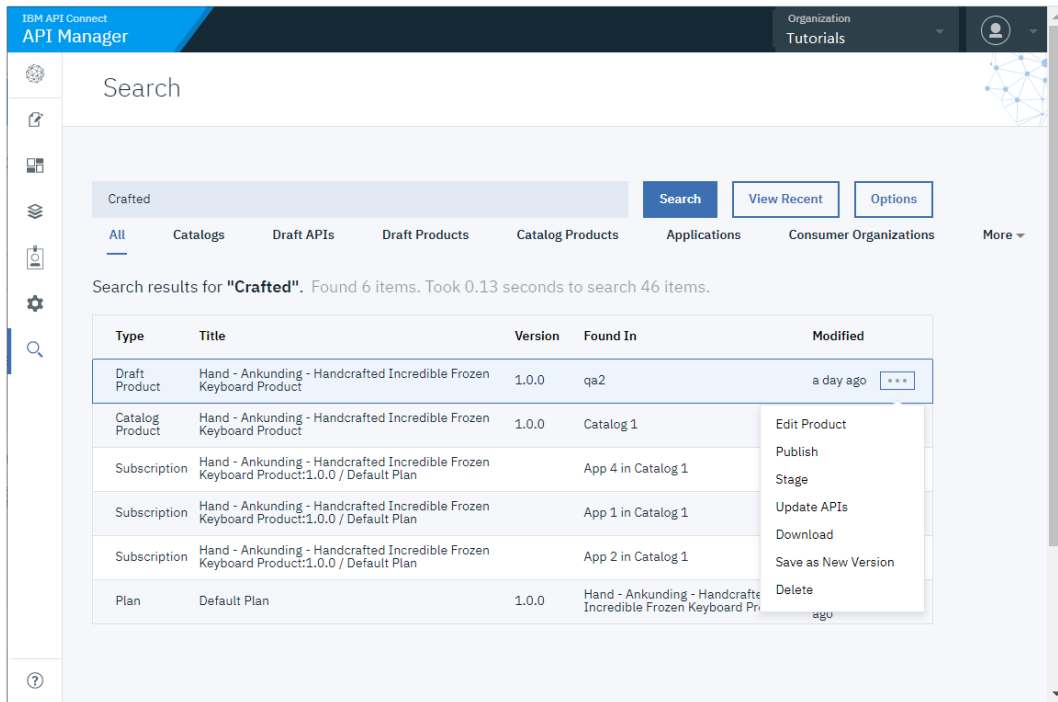 IBM API Connect
API Manager
Organization
Tutorials
Search
Crafted
Search
View Recent
Options
All
Catalogs
Draft APIs
Draft Products
Catalog Products
Applications
Consumer Organizations
More
Search results for "Crafted". Found 6 items. Took 0.13 seconds to search 46 items.
Type Title Version Found In Modified
Draft Product
Hand - Ankunding - Handcrafted Incredible Frozen
Keyboard Product
1.0.0
qa2
a day ago
Catalog Product
Hand - Ankunding - Handcrafted Incredible Frozen
Keyboard Product
1.0.0
Catalog 1
Subscription
Hand - Ankunding - Handcrafted Incredible Frozen
Keyboard Product:1.0.0 / Default Plan
App 4 in Catalog 1
Subscription
Hand - Ankunding - Handcrafted Incredible Frozen
Keyboard Product:1.0.0 / Default Plan
App 1 in Catalog 1
Subscription
Hand - Ankunding - Handcrafted Incredible Frozen
Keyboard Product:1.0.0 / Default Plan
App 2 in Catalog 1
Plan
Default Plan
1.0.0
Hand - Ankunding - Handcrafte
Incredible Frozen Keyboard Pr
ago
Edit Product
Publish
Stage
Update APIs
Download
Save as New Version
Delete